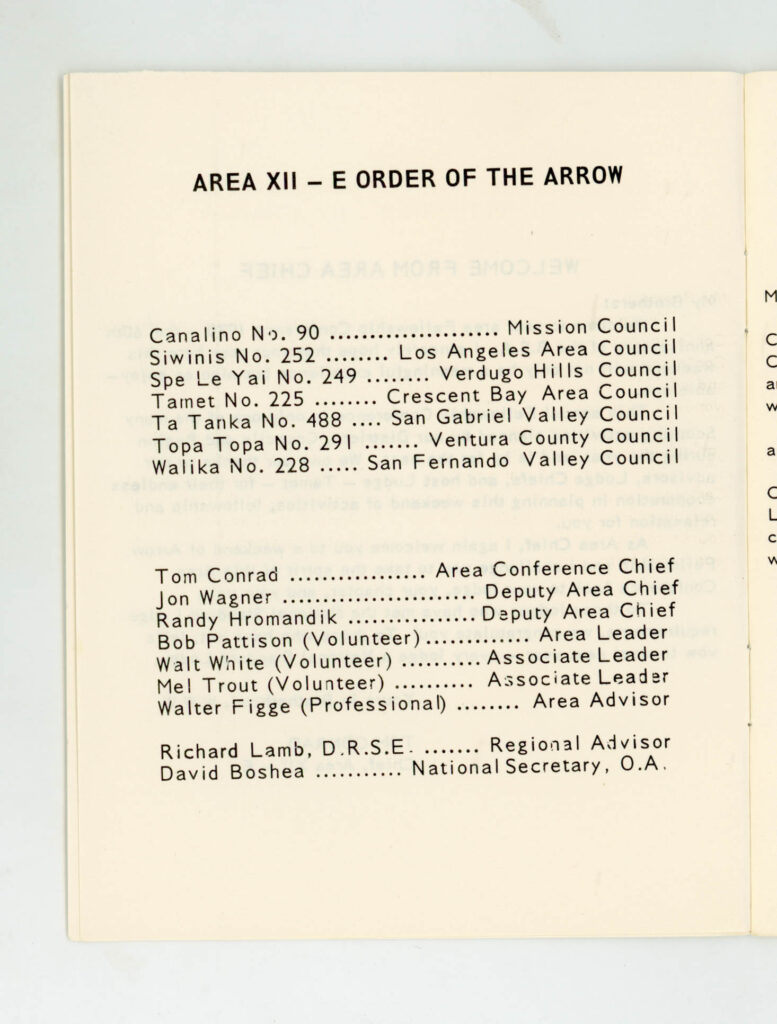 AREA XII – E ORDER OF THE ARROW
Canalino No. 90 ..................... Mission Council
Siwinis No. 252 ........ Los Angeles Area Council
Spe Le Yai No. 249 ........ Verdugo Hills Council
Tamet No. 225 ........ Crescent Bay Area Council
Ta Tanka No. 488 .... San Gabriel Valley Council
Topa Topa No. 291 ....... Ventura County Council
Walika No. 228 ..... San Fernando Valley Council
Tom Conrad ................. Area Conference Chief
Jon Wagner ........................ Deputy Area Chief
Randy Hromandik ................ Deputy Area Chief
Bob Pattison (Volunteer) ............. Area Leader
Walt White (Volunteer) .......... Associate Leader
Mel Trout (Volunteer) .......... Associate Leader
Walter Figge (Professional) ........ Area Advisor
Richard Lamb, D.R.S.E. ....... Regional Advisor
David Boshea ........... National Secretary, O.A.